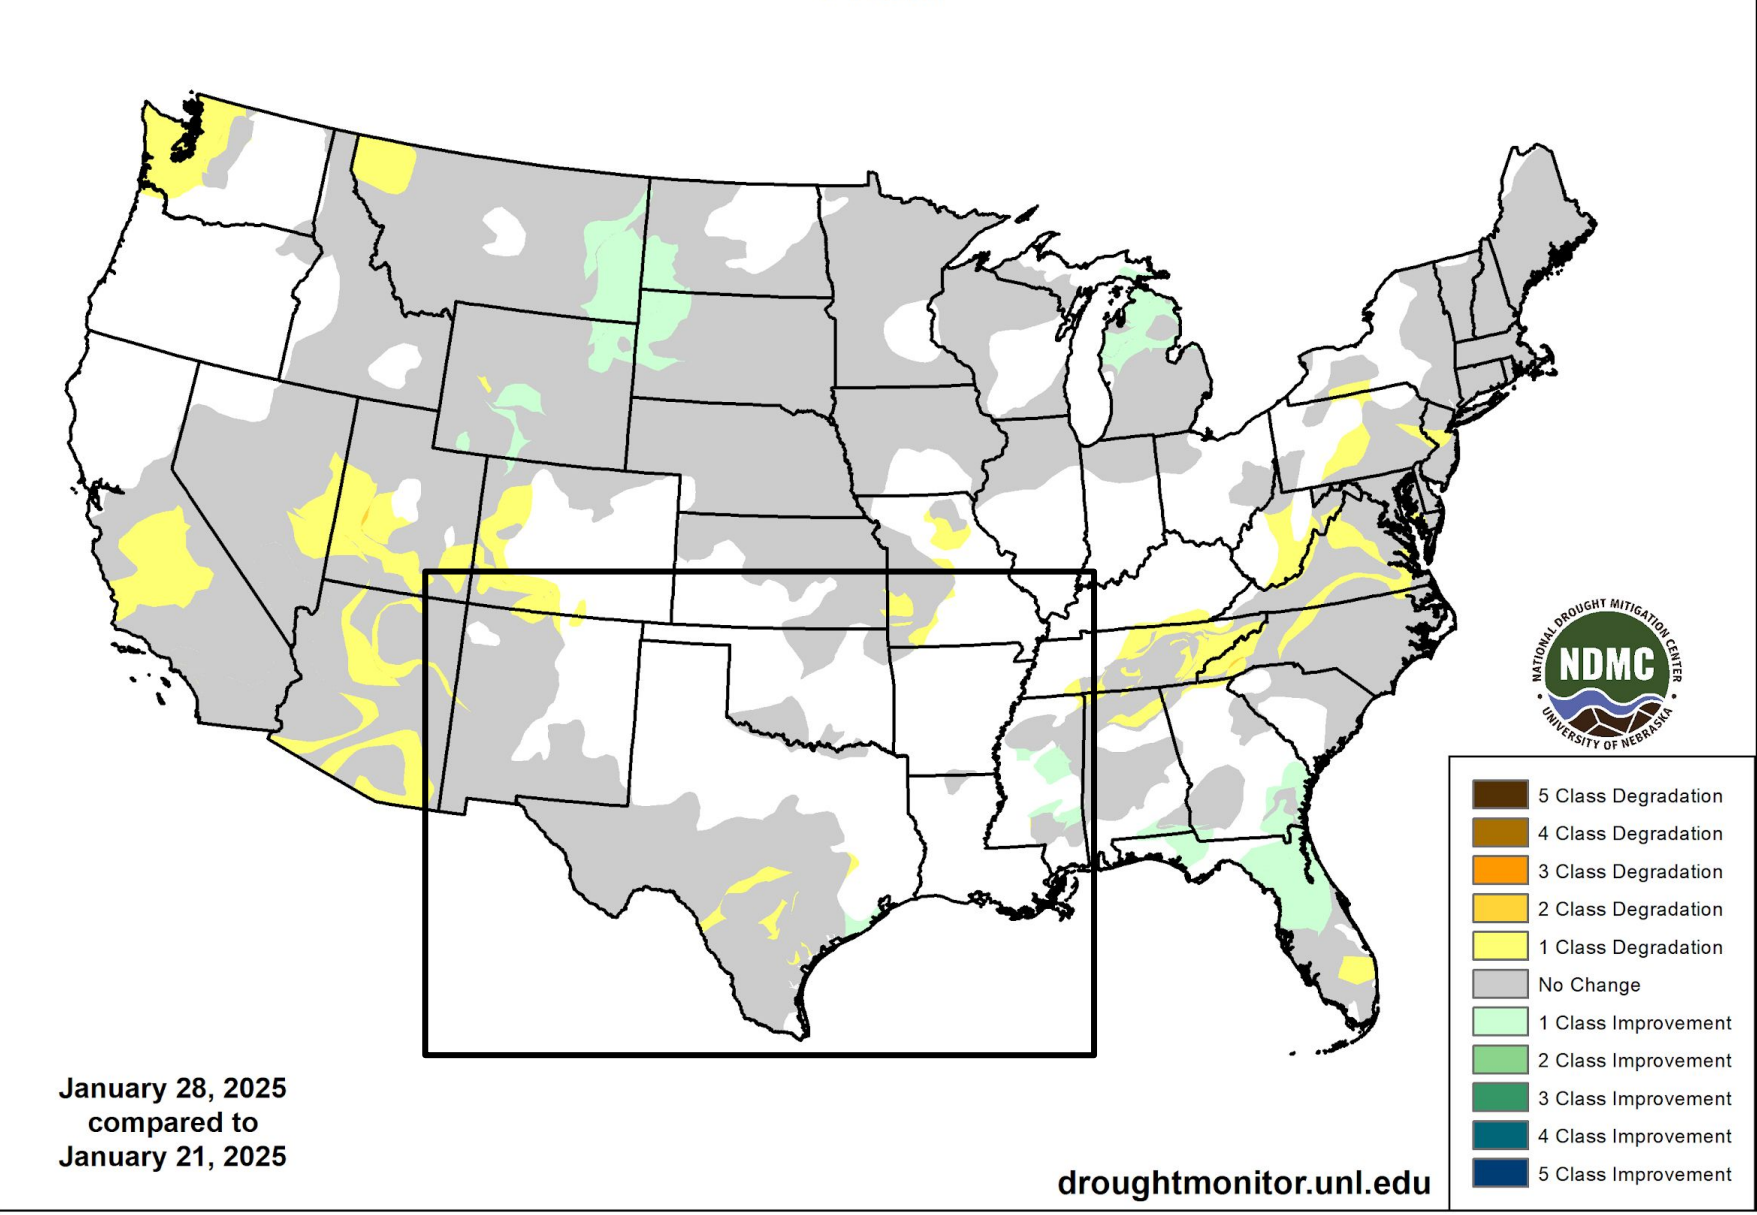 NATIONAL DROUGHT MITIGATION CENTER
NDMC
UNIVERSITY OF NEBRASKA
5 Class Degradation
4 Class Degradation
3 Class Degradation
2 Class Degradation
1 Class Degradation
No Change
1 Class Improvement
2 Class Improvement
3 Class Improvement
4 Class Improvement
5 Class Improvement
January 28, 2025
compared to
January 21, 2025
droughtmonitor.unl.edu